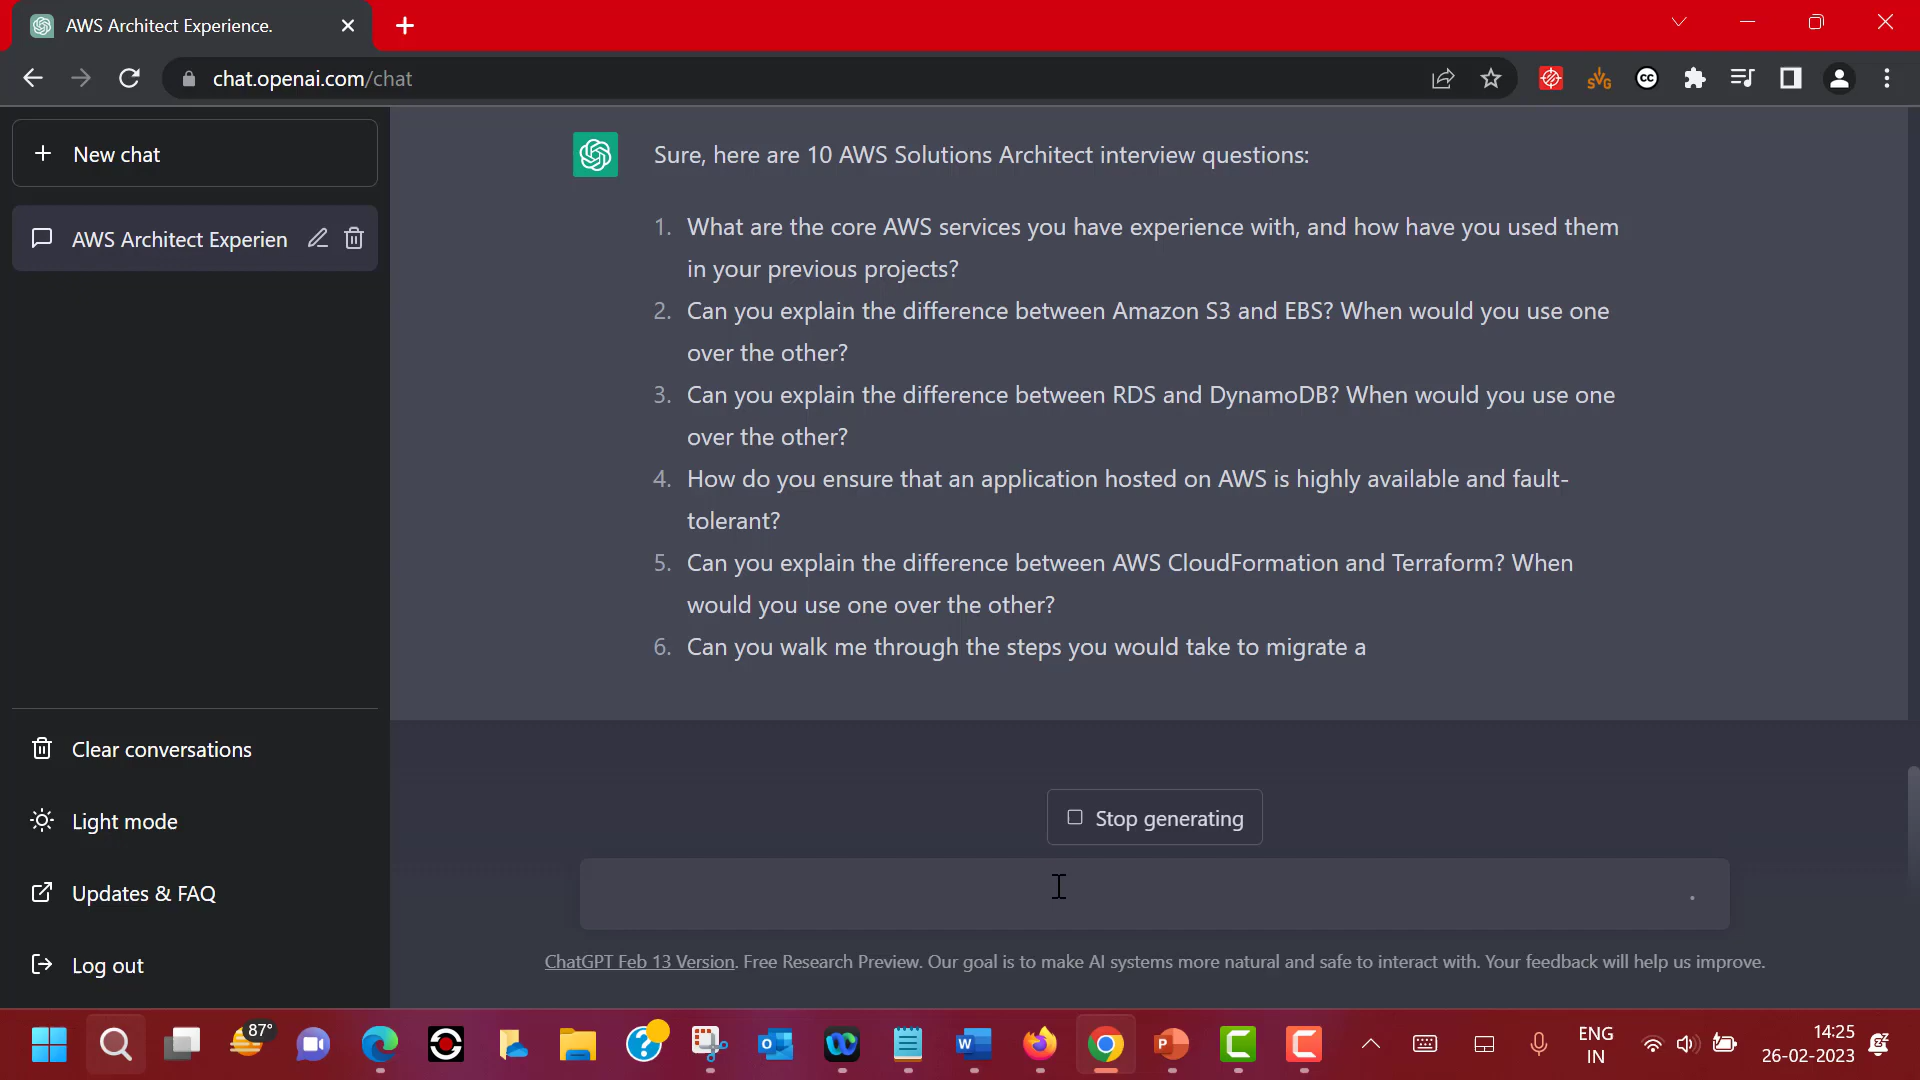 AWS Architect Experience.
chat.openai.com/chat
SVG
CC
New chat
AWS Architect Experien
Sure, here are 10 AWS Solutions Architect interview questions:
1. What are the core AWS services you have experience with, and how have you used them
in your previous projects?
2. Can you explain the difference between Amazon S3 and EBS? When would you use one
over the other?
3. Can you explain the difference between RDS and DynamoDB? When would you use one
over the other?
4. How do you ensure that an application hosted on AWS is highly available and fault-
tolerant?
5. Can you explain the difference between AWS CloudFormation and Terraform? When
would you use one over the other?
6. Can you walk me through the steps you would take to migrate a
Clear conversations
Light mode
Updates & FAQ
Log out
Stop generating
.
ChatGPT Feb 13 Version. Free Research Preview. Our goal is to make AI systems more natural and safe to interact with. Your feedback will help us improve.
87°
ENG
IN
14:25
26-02-2023